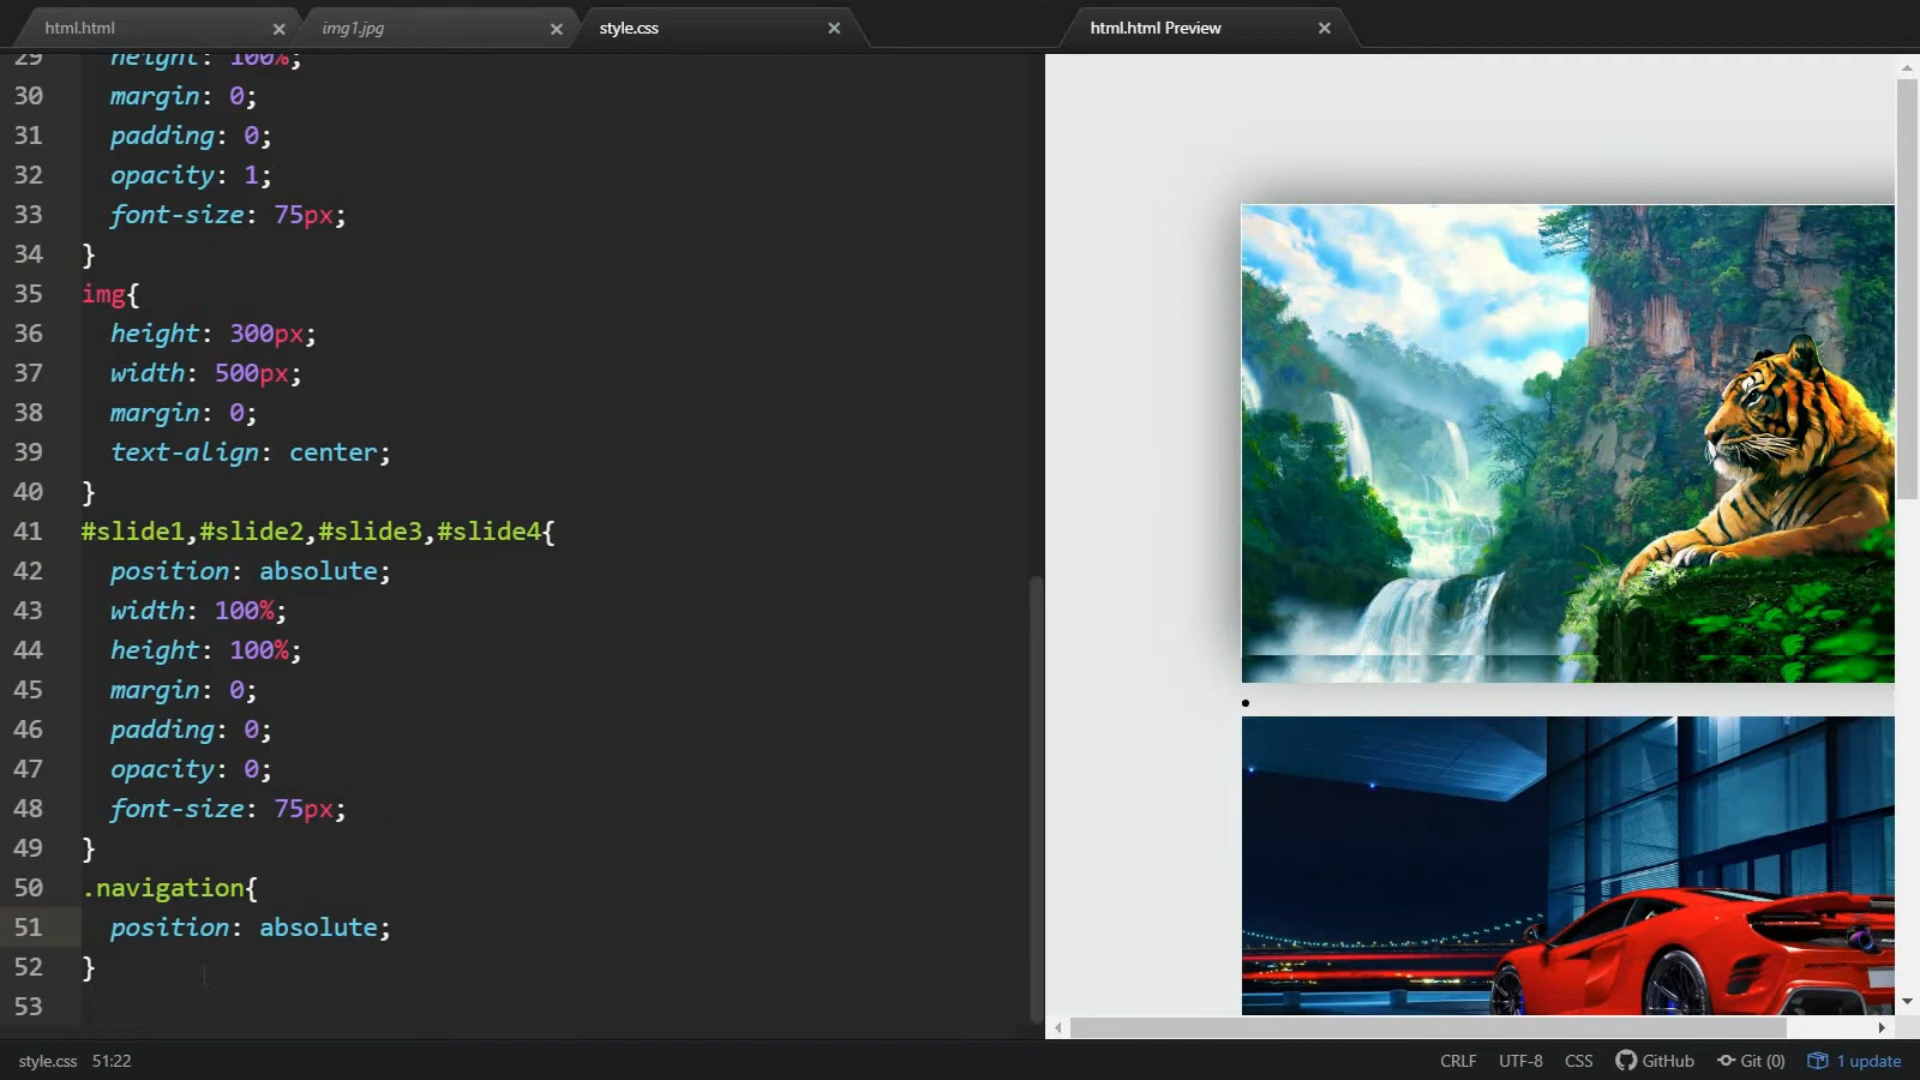 html.html
img1.jpg
style.css
html.html Preview
29 height: 100%;
30 margin: 0;
31 padding: 0;
32 opacity: 1;
33 font-size: 75px;
34 }
35 img{
36 height: 300px;
37 width: 500px;
38 margin: 0;
39 text-align: center;
40 }
41 #slide1,#slide2,#slide3,#slide4{
42 position: absolute;
43 width: 100%;
44 height: 100%;
45 margin: 0;
46 padding: 0;
47 opacity: 0;
48 font-size: 75px;
49 }
50 .navigation{
51 position: absolute;
52 }
53
style.css 51:22
CRLF UTF-8 CSS GitHub Git (0) 1 update